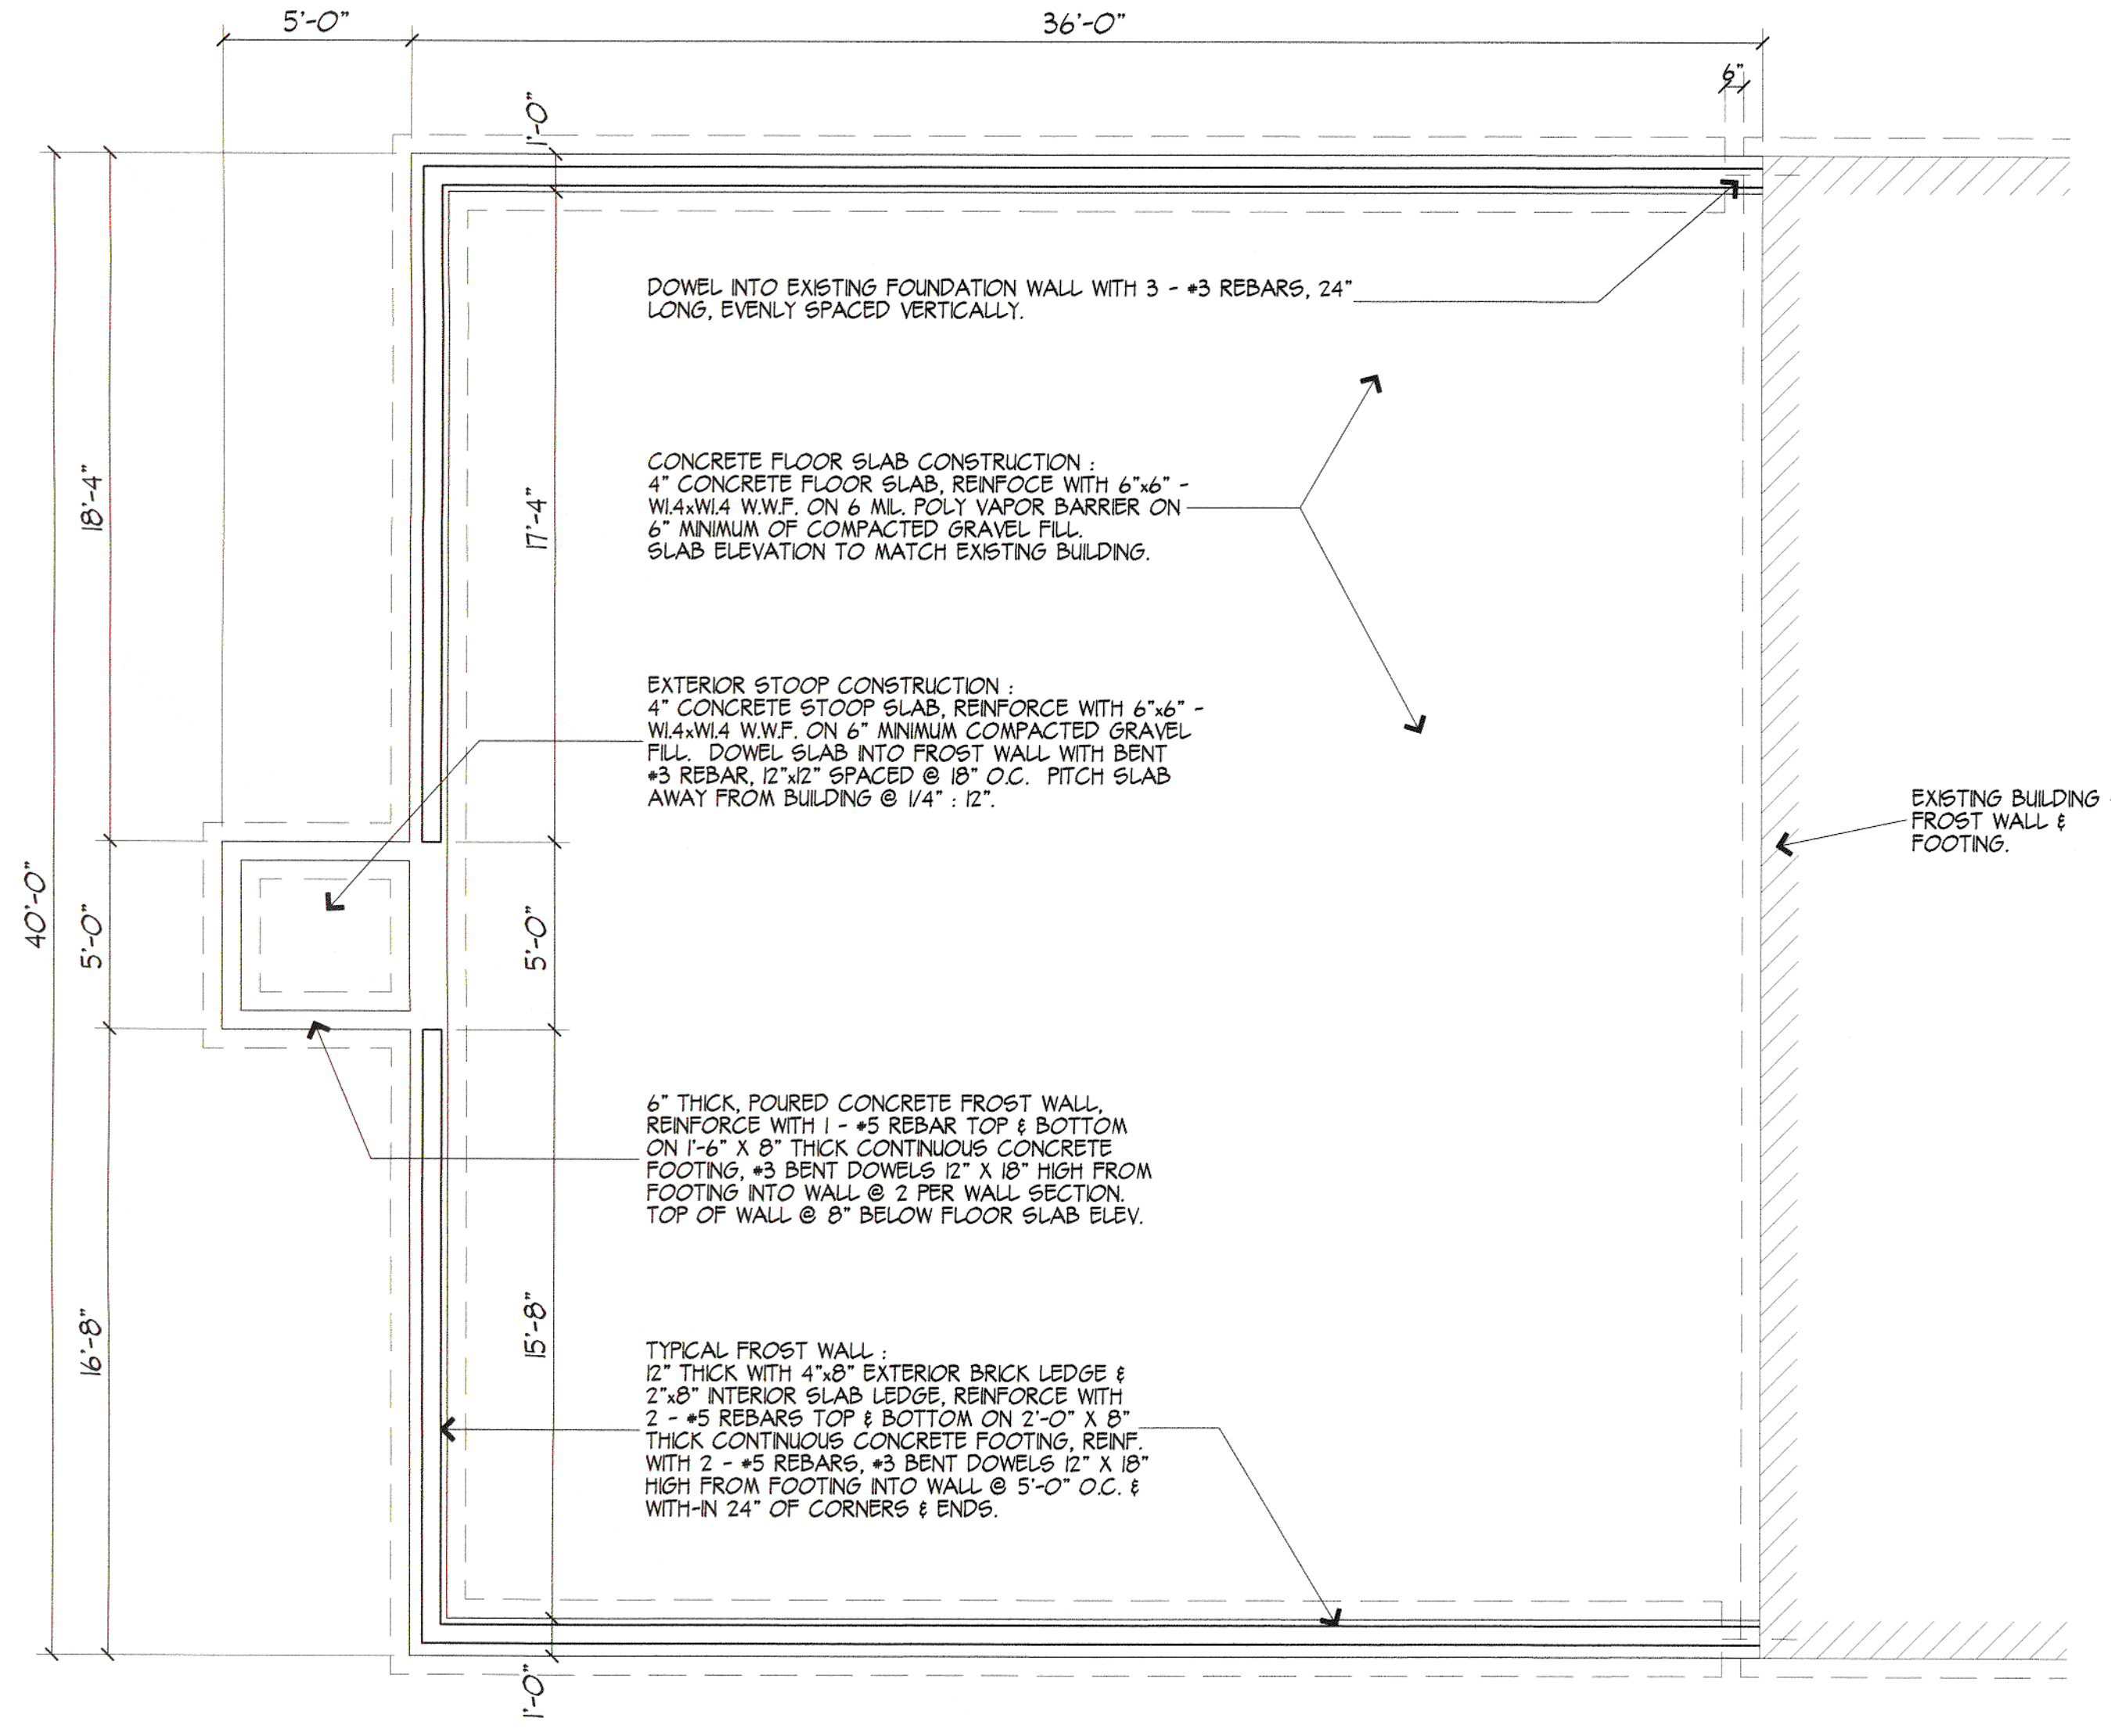 5'-0"
36'-0"
6"
1'-0"
DOWEL INTO EXISTING FOUNDATION WALL WITH 3 - #3 REBARS, 24"
LONG, EVENLY SPACED VERTICALLY.
CONCRETE FLOOR SLAB CONSTRUCTION :
4" CONCRETE FLOOR SLAB, REINFOCE WITH 6"x6" -
W1.4xW1.4 W.W.F. ON 6 MIL. POLY VAPOR BARRIER ON
6" MINIMUM OF COMPACTED GRAVEL FILL.
SLAB ELEVATION TO MATCH EXISTING BUILDING.
18'-4"
17'-4"
EXTERIOR STOOP CONSTRUCTION :
4" CONCRETE STOOP SLAB, REINFORCE WITH 6"x6" -
W1.4xW1.4 W.W.F. ON 6" MINIMUM COMPACTED GRAVEL
FILL. DOWEL SLAB INTO FROST WALL WITH BENT
#3 REBAR, 12"x12" SPACED @ 18" O.C. PITCH SLAB
AWAY FROM BUILDING @ 1/4" : 12".
EXISTING BUILDING -
FROST WALL &
FOOTING.
40'-0"
5'-0"
5'-0"
6" THICK, POURED CONCRETE FROST WALL,
REINFORCE WITH 1 - #5 REBAR TOP & BOTTOM
ON 1'-6" X 8" THICK CONTINUOUS CONCRETE
FOOTING, #3 BENT DOWELS 12" X 18" HIGH FROM
FOOTING INTO WALL @ 2 PER WALL SECTION.
TOP OF WALL @ 8" BELOW FLOOR SLAB ELEV.
16'-8"
15'-8"
TYPICAL FROST WALL :
12" THICK WITH 4"x8" EXTERIOR BRICK LEDGE &
2"x8" INTERIOR SLAB LEDGE, REINFORCE WITH
2 - #5 REBARS TOP & BOTTOM ON 2'-0" X 8"
THICK CONTINUOUS CONCRETE FOOTING, REINF.
WITH 2 - #5 REBARS, #3 BENT DOWELS 12" X 18"
HIGH FROM FOOTING INTO WALL @ 5'-0" O.C. &
WITH-IN 24" OF CORNERS & ENDS.
1'-0"